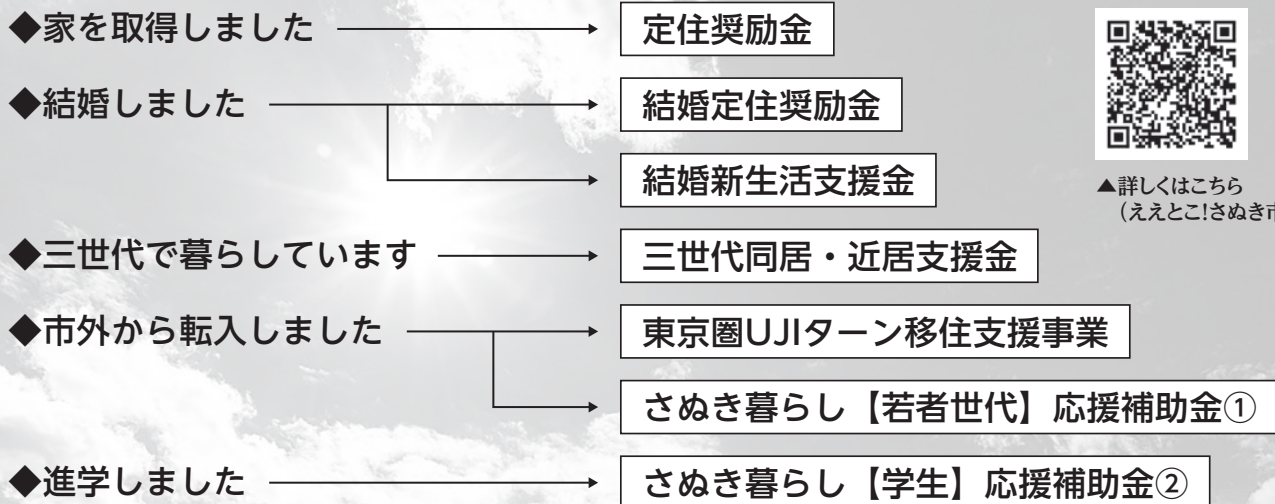 ◆家を取得しました
定住奨励金
◆結婚しました
結婚定住奨励金
結婚新生活支援金
▲詳しくはこちら
(ええとこ!さぬき市
◆三世代で暮らしています
三世代同居・近居支援金
◆市外から転入しました
東京圏UJIターン移住支援事業
さぬき暮らし【若者世代】応援補助金①
◆進学しました
さぬき暮らし【学生】応援補助金②